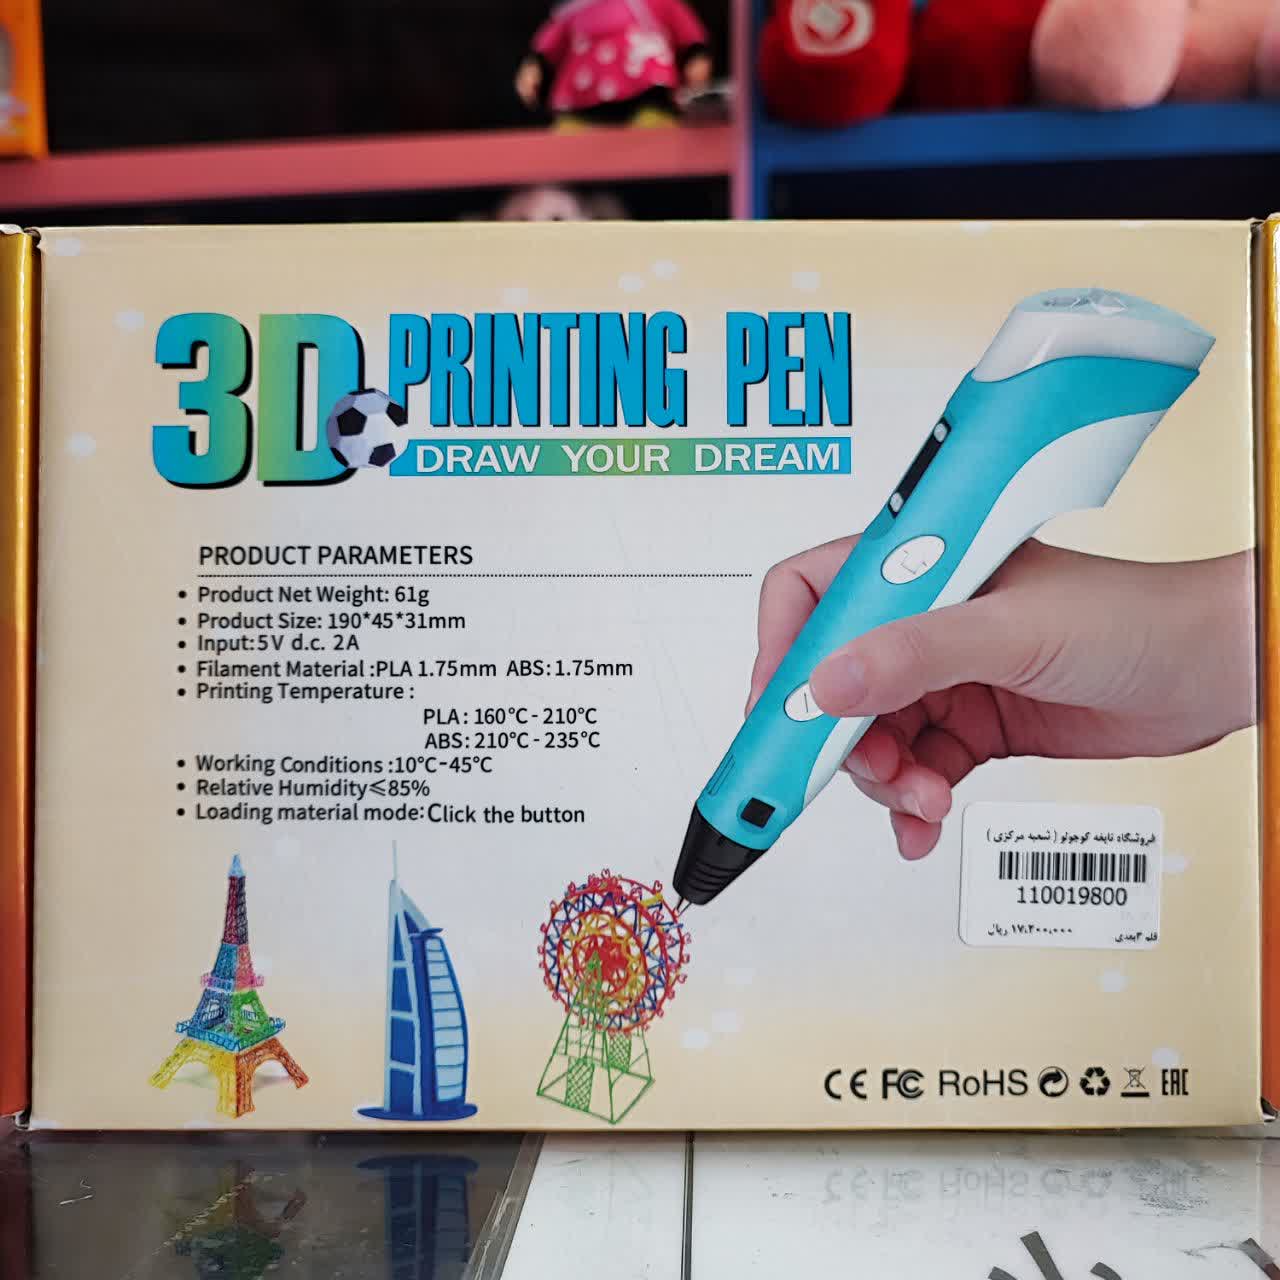 3D PRINTING PEN
DRAW YOUR DREAM
PRODUCT PARAMETERS
• Product Net Weight: 61g
• Product Size: 190*45*31mm
• Input:5V d.c. 2A
• Filament Material :PLA 1.75mm ABS:1.75mm
• Printing Temperature :
PLA: 160℃-210℃
ABS: 210℃-235℃
• Working Conditions :10℃-45℃
• Relative Humidity≤85%
• Loading material mode:Click the button
فروشگاه نابغه کوچولو ( شعبه مرکزی )
110019800
قلم ۳بعدی ۱۷,۲۰۰,۰۰۰ ریال
CE FC RoHS EAC